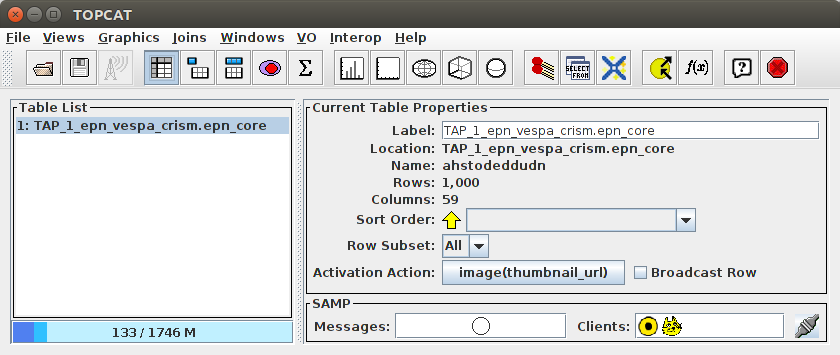 TOPCAT
File Views Graphics Joins Windows VO Interop Help
SELECT FROM f(x) ?
Table List
1: TAP_1_epn_vespa_crism.epn_core
133 / 1746 M
Current Table Properties
Label: TAP_1_epn_vespa_crism.epn_core
Location: TAP_1_epn_vespa_crism.epn_core
Name: ahstodeddudn
Rows: 1,000
Columns: 59
Sort Order:
Row Subset: All
Activation Action: image(thumbnail_url) Broadcast Row
SAMP
Messages: Clients: